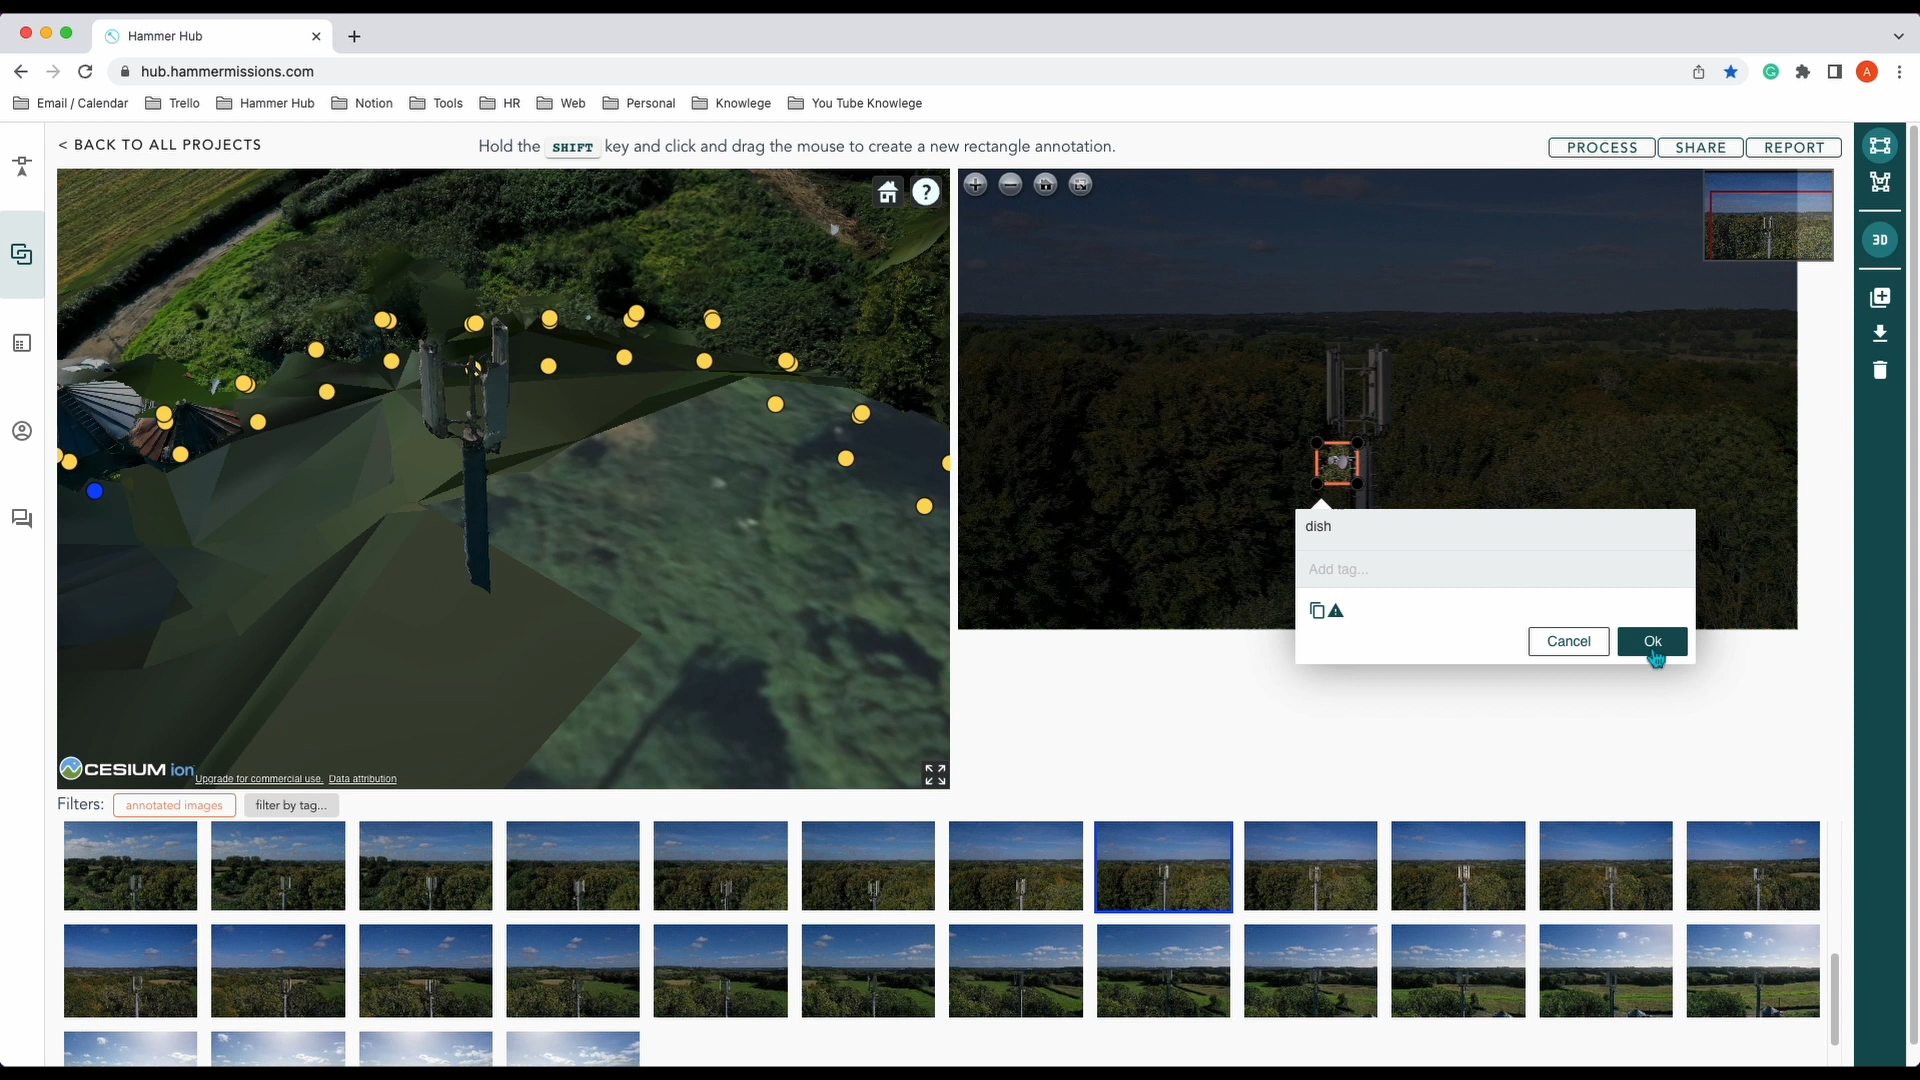 Hammer Hub
hub.hammermissions.com
A
Email / Calendar
Trello
Hammer Hub
Notion
Tools
HR
Web
Personal
Knowlege
You Tube Knowlege
< BACK TO ALL PROJECTS
Hold the SHIFT key and click and drag the mouse to create a new rectangle annotation.
PROCESS
SHARE
REPORT
3D
?
dish
Add tag...
Cancel
Ok
CESIUM ion
Upgrade for commercial use. Data attribution
Filters:
annotated images
filter by tag...